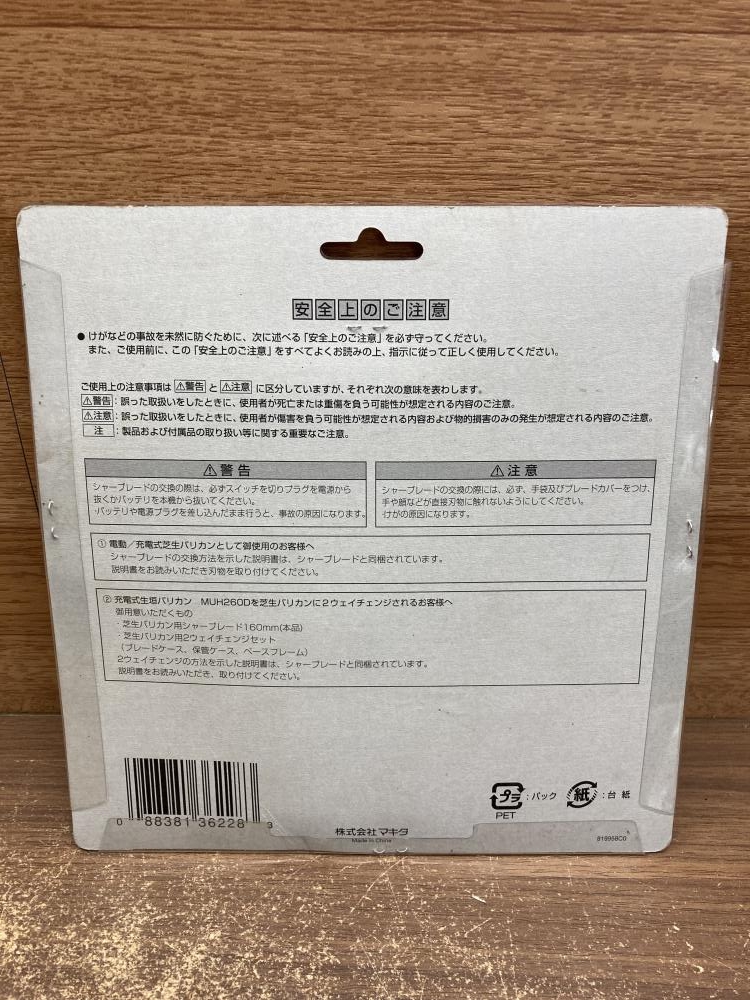 安全上のご注意
● けがなどの事故を未然に防ぐために、次に述べる「安全上のご注意」を必ず守ってください。
また、ご使用前に、この「安全上のご注意」をすべてよくお読みの上、指示に従って正しく使用してください。
ご使用上の注意事項は ⚠警告 と ⚠注意 に区分していますが、それぞれ次の意味を表わします。
⚠警告 : 誤った取扱いをしたときに、使用者が死亡または重傷を負う可能性が想定される内容のご注意。
⚠注意 : 誤った取扱いをしたときに、使用者が傷害を負う可能性が想定される内容および物的損害のみの発生が想定される内容のご注意。
注 : 製品および付属品の取り扱い等に関する重要なご注意。
⚠警告
シャーブレードの交換の際は、必ずスイッチを切りプラグを電源から
抜くかバッテリを本機から抜いてください。
・バッテリや電源プラグを差し込んだまま行うと、事故の原因になります。
⚠注意
シャーブレードの交換の際には、必ず、手袋及びブレードカバーをつけ、
手や顔などが直接刃物に触れないようにしてください。
・けがの原因になります。
① 電動／充電式芝生バリカンとして御使用のお客様へ
シャーブレードの交換方法を示した説明書は、シャーブレードと同梱されています。
説明書をお読みいただき刃物を取り付けてください。
② 充電式生垣バリカン MUH260Dを芝生バリカンに２ウェイチェンジされるお客様へ
御用意いただくもの
・芝生バリカン用シャーブレード160mm(本品)
・芝生バリカン用2ウェイチェンジセット
（ブレードケース、保管ケース、ベースフレーム）
2ウェイチェンジの方法を示した説明書は、シャーブレードと同梱されています。
説明書をお読みいただき、取り付けてください。
0 88381 36228 3
株式会社マキタ
Made in China
プラ : パック
PET
紙 : 台紙
819958C0